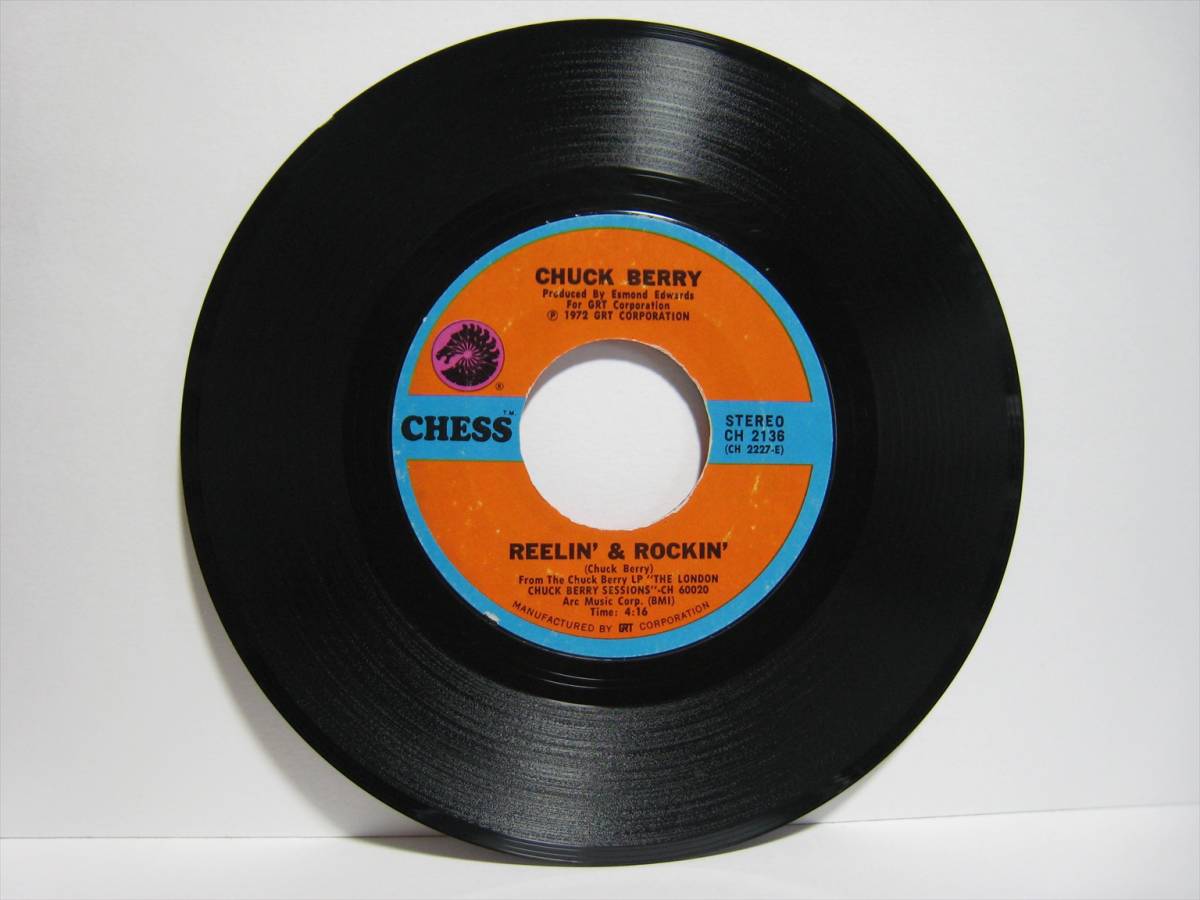 CHUCK BERRY
Produced By Esmond Edwards
For GRT Corporation
℗ 1972 GRT CORPORATION
®
CHESS™
STEREO
CH 2136
(CH 2227-E)
REELIN' & ROCKIN'
(Chuck Berry)
From The Chuck Berry LP "THE LONDON
CHUCK BERRY SESSIONS"-CH 60020
Arc Music Corp. (BMI)
Time: 4:16
MANUFACTURED BY GRT CORPORATION